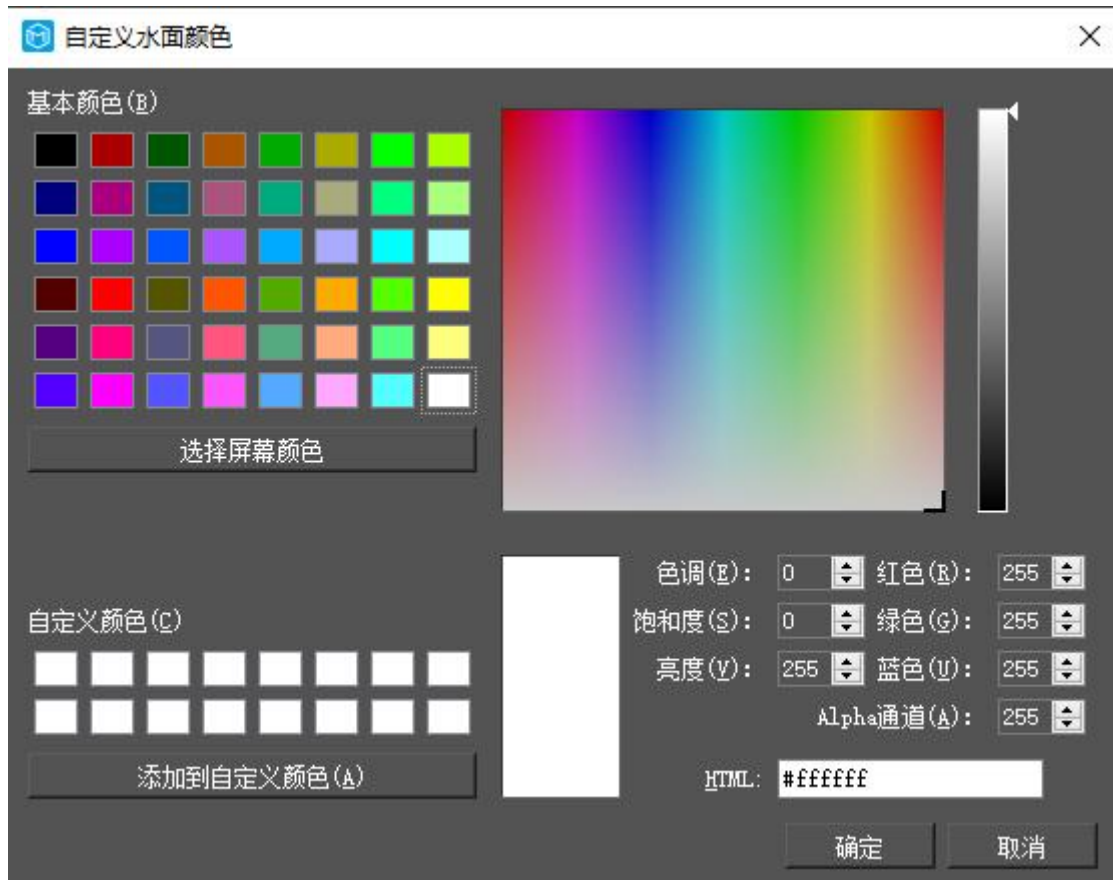 自定义水面颜色
基本颜色(B)
选择屏幕颜色
自定义颜色(C)
添加到自定义颜色(A)
色调(E): 0 红色(R): 255
饱和度(S): 0 绿色(G): 255
亮度(V): 255 蓝色(U): 255
Alpha通道(A): 255
HTML: #ffffff
确定 取消